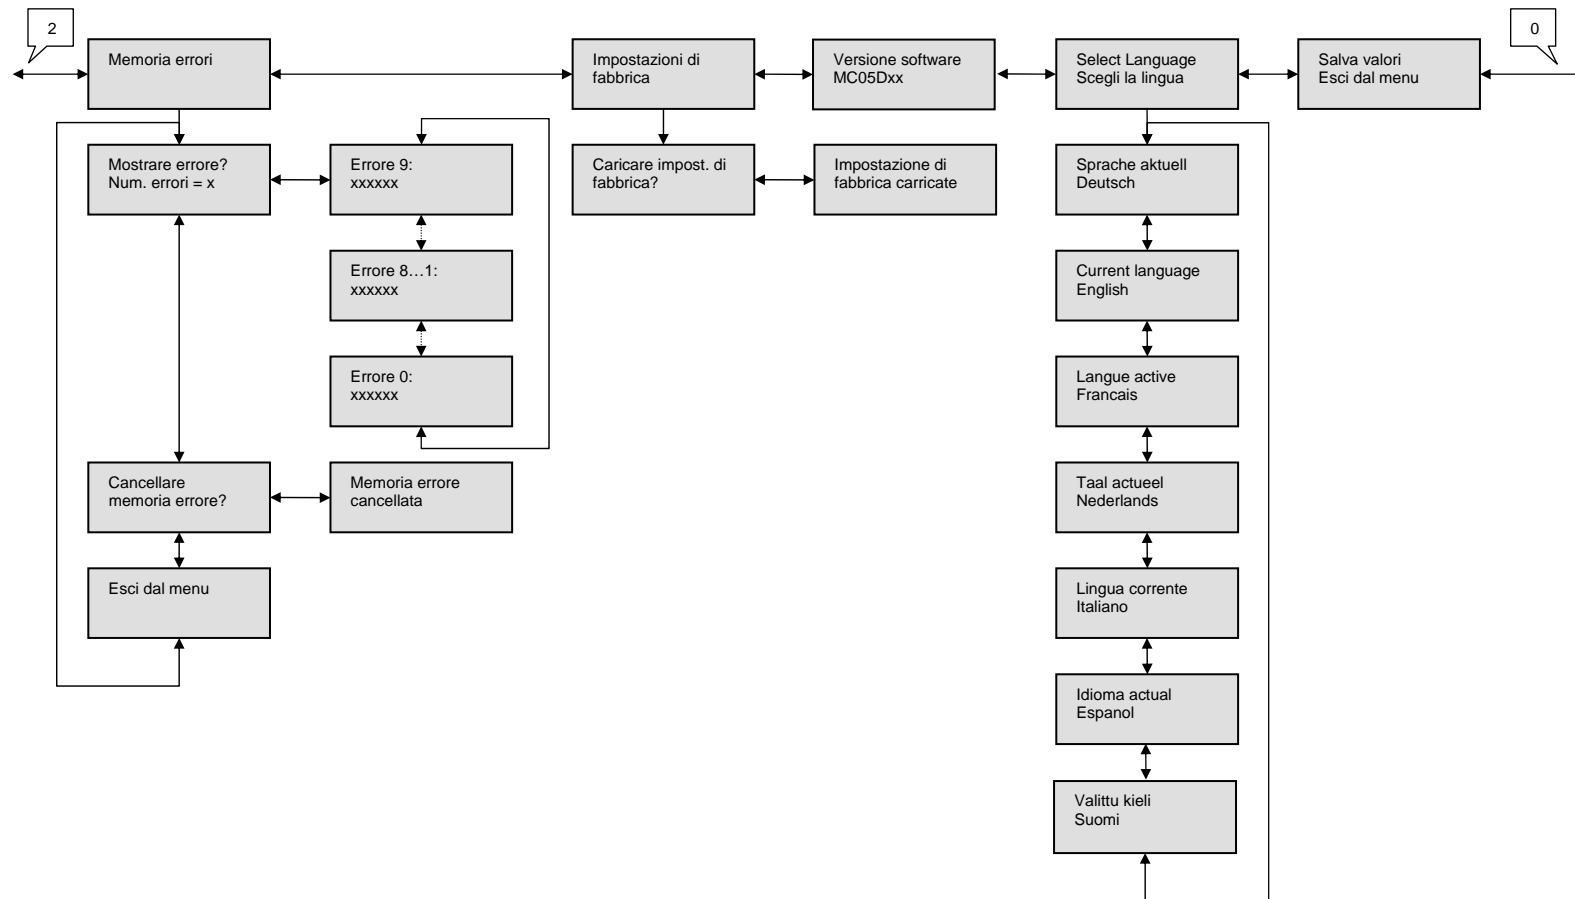 2
0
Memoria errori
Impostazioni di
fabbrica
Versione software
MC05Dxx
Select Language
Scegli la lingua
Salva valori
Esci dal menu
Mostrare errore?
Num. errori = x
Errore 9:
xxxxxx
Caricare impost. di
fabbrica?
Impostazione di
fabbrica carricate
Sprache aktuell
Deutsch
Errore 8…1:
xxxxxx
Current language
English
Errore 0:
xxxxxx
Langue active
Francais
Cancellare
memoria errore?
Memoria errore
cancellata
Taal actueel
Nederlands
Esci dal menu
Lingua corrente
Italiano
Idioma actual
Espanol
Valittu kieli
Suomi